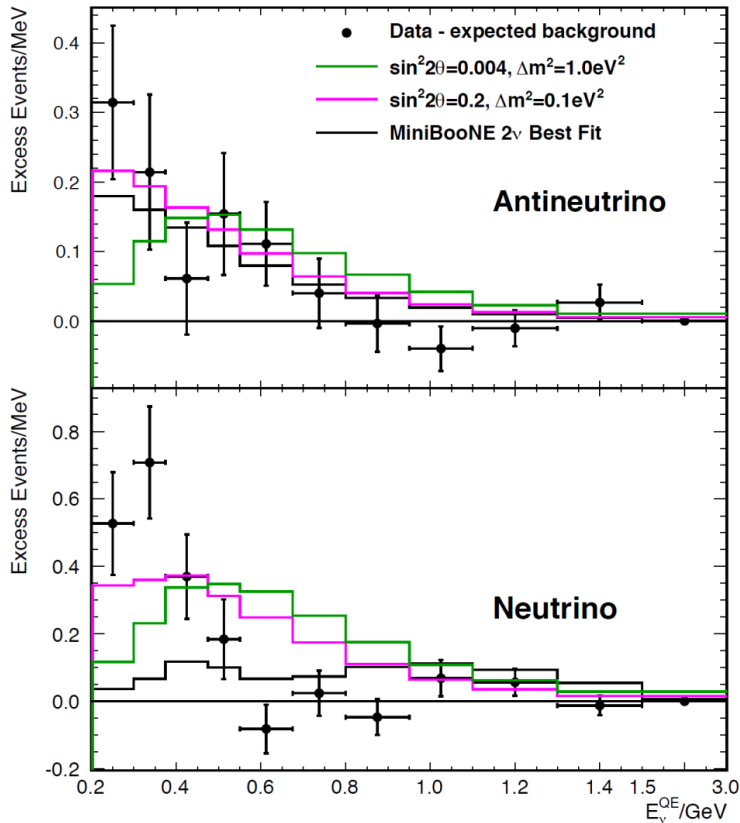 Excess Events/MeV
0.4
0.3
0.2
0.1
0.0
Data - expected background
sin²2θ=0.004, Δm²=1.0eV²
sin²2θ=0.2, Δm²=0.1eV²
MiniBooNE 2ν Best Fit
Antineutrino
Excess Events/MeV
0.8
0.6
0.4
0.2
0.0
-0.2
Neutrino
0.2 0.4 0.6 0.8 1.0 1.2 1.4 1.5 3.0
E_ν^QE/GeV